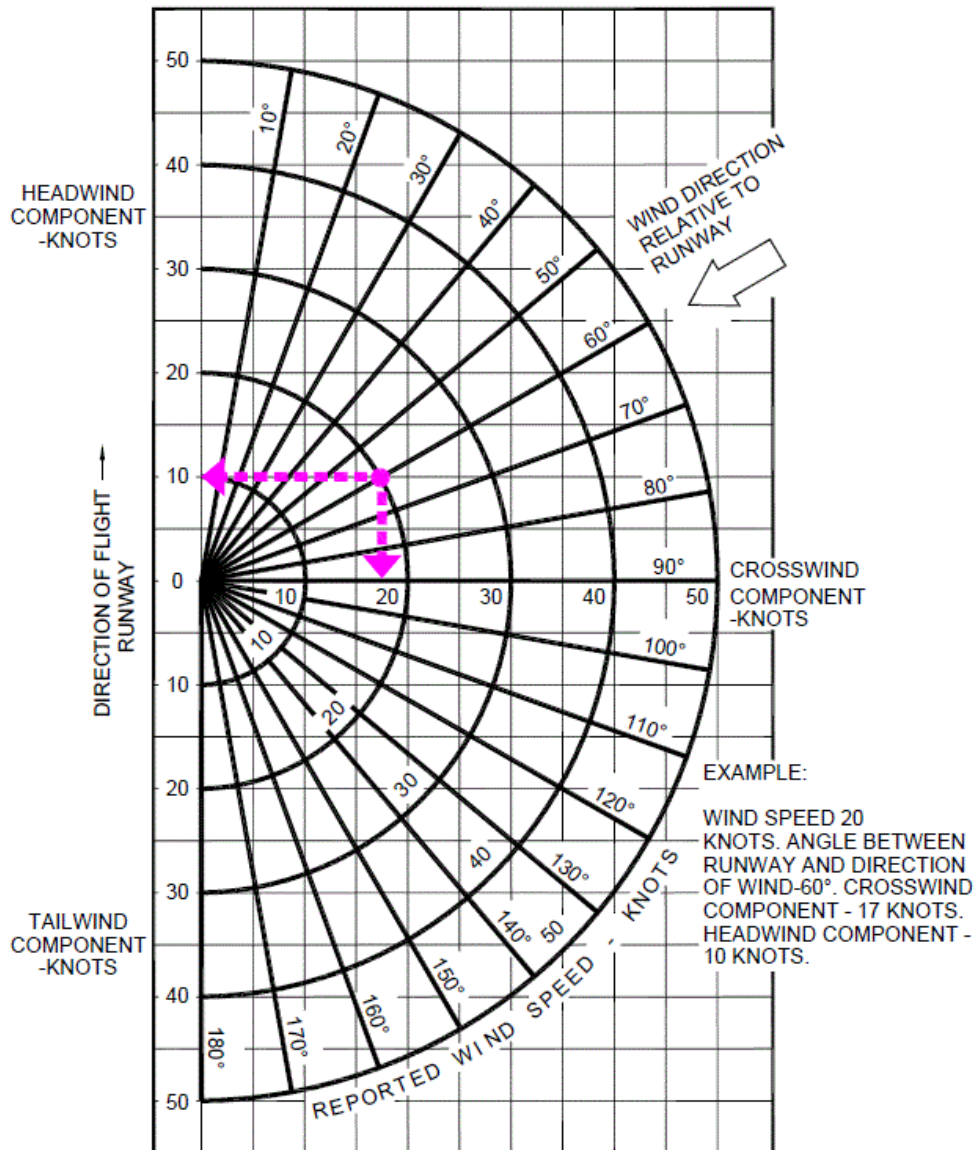 50
10°
20°
30°
40°
40
HEADWIND
COMPONENT
-KNOTS
WIND DIRECTION
RELATIVE TO
RUNWAY
30
50°
60°
20
70°
80°
10
DIRECTION OF FLIGHT
RUNWAY
0
10
20
30
40
50
90°
CROSSWIND
COMPONENT
-KNOTS
100°
10
10
110°
20
20
30
120°
40
130°
50
140°
30
150°
160°
170°
180°
TAILWIND
COMPONENT
-KNOTS
40
50
REPORTED WIND SPEED - KNOTS
EXAMPLE:
WIND SPEED 20
KNOTS. ANGLE BETWEEN
RUNWAY AND DIRECTION
OF WIND-60°. CROSSWIND
COMPONENT - 17 KNOTS.
HEADWIND COMPONENT -
10 KNOTS.